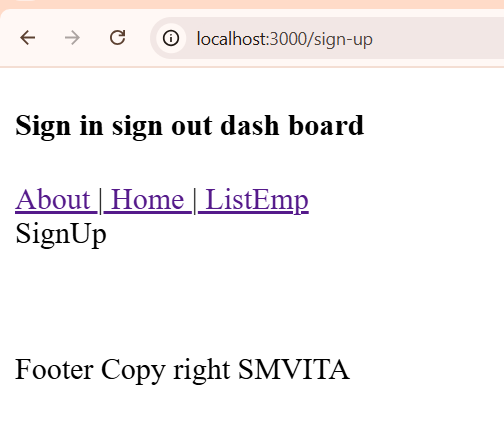 localhost:3000/sign-up
Sign in sign out dash board
About | Home | ListEmp
SignUp
Footer Copy right SMVITA